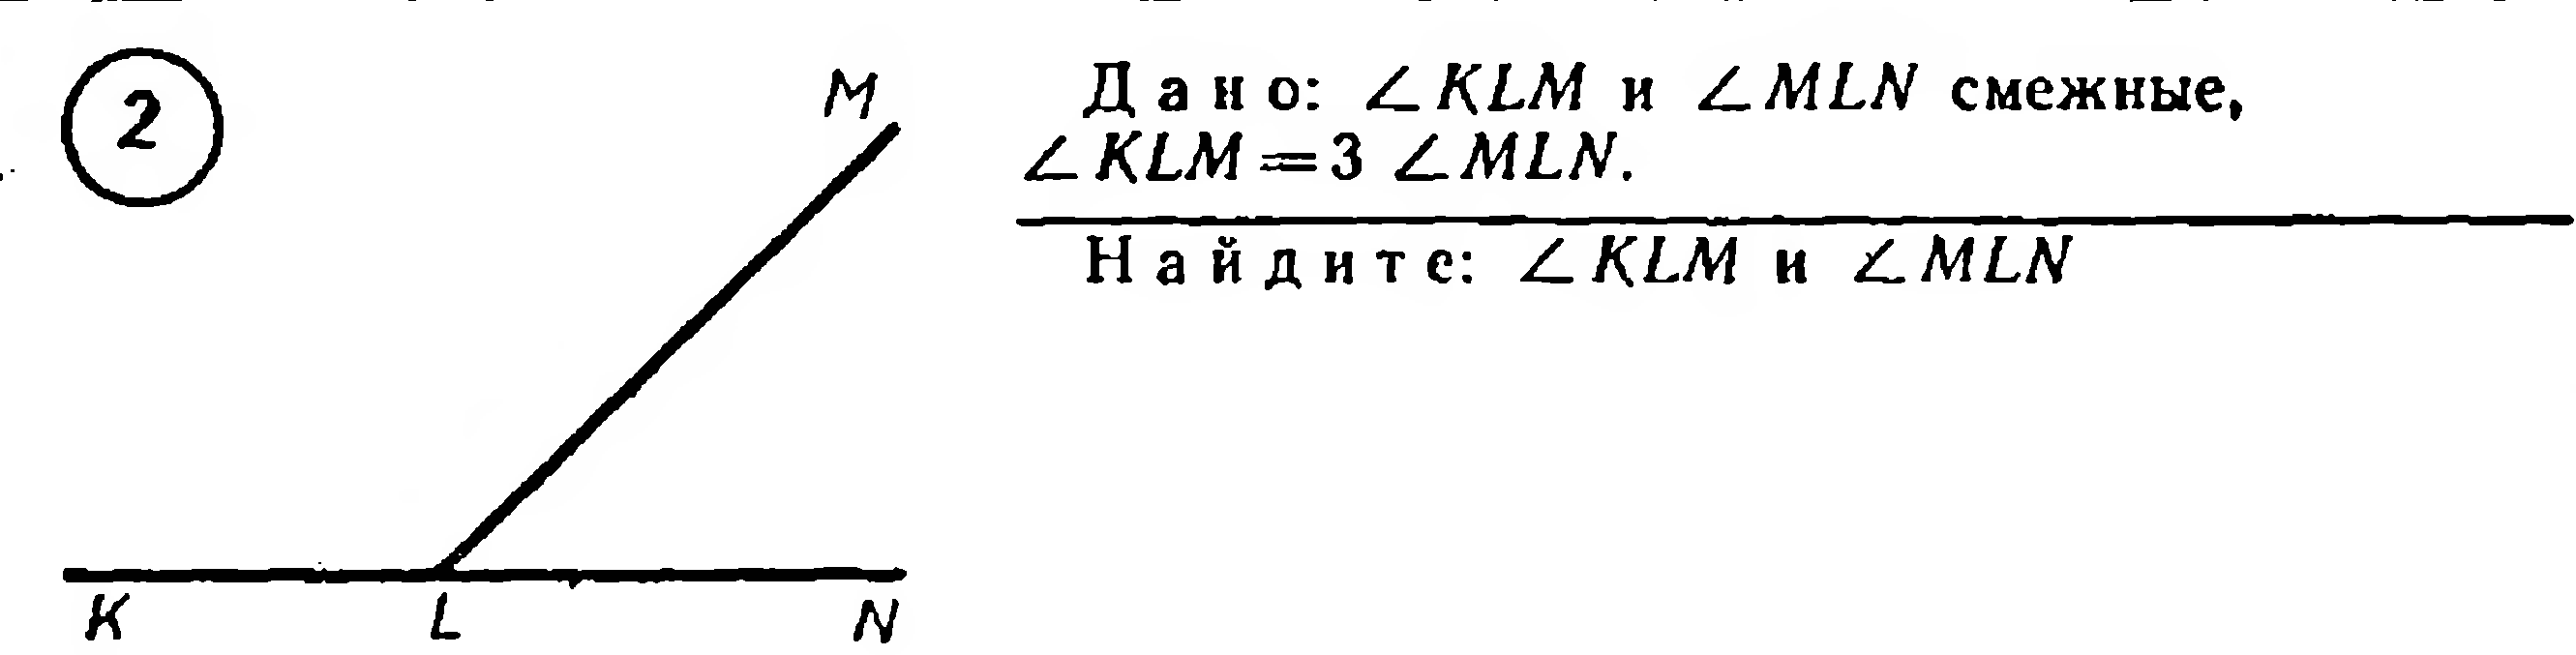 2
M
Дано: ∠KLM и ∠MLN смежные,
∠KLM=3 ∠MLN.
Найдите: ∠KLM и ∠MLN
K L N